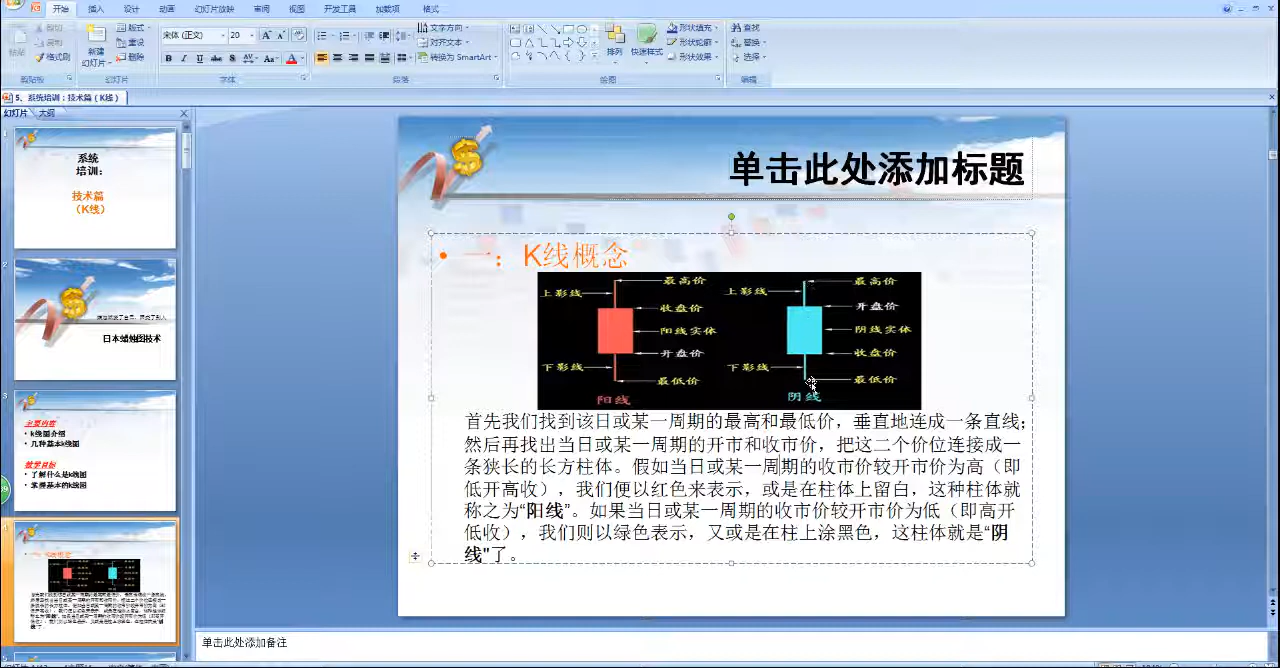 开始 插入 设计 动画 幻灯片放映 审阅 视图 开发工具 加载项 格式
剪切
复制
格式刷
粘贴
新建
幻灯片
版式
重设
删除
宋体 (正文) 20
文字方向
对齐文本
转换为 SmartArt
排列 快速样式
形状填充
形状轮廓
形状效果
查找
替换
选择
剪贴板 幻灯片 字体 段落 绘图 编辑
5、系统培训：技术篇（K线）
幻灯片 大纲
1
系统
培训：
技术篇
（K线）
2
日本蜡烛图技术
3
主要内容
k线图介绍
几种基本k线图
教学目标
了解什么是k线图
掌握基本的k线图
单击此处添加标题
• 一：K线概念
上影线 最高价 上影线 最高价
收盘价 开盘价
阳线实体 阴线实体
开盘价 收盘价
下影线 最低价 下影线 最低价
阳线 阴线
首先我们找到该日或某一周期的最高和最低价，垂直地连成一条直线；
然后再找出当日或某一周期的开市和收市价，把这二个价位连接成一
条狭长的长方柱体。假如当日或某一周期的收市价较开市价为高（即
低开高收），我们便以红色来表示，或是在柱体上留白，这种柱体就
称之为“阳线”。如果当日或某一周期的收市价较开市价为低（即高开
低收），我们则以绿色表示，又或是在柱上涂黑色，这柱体就是“阴
线”了。
单击此处添加备注